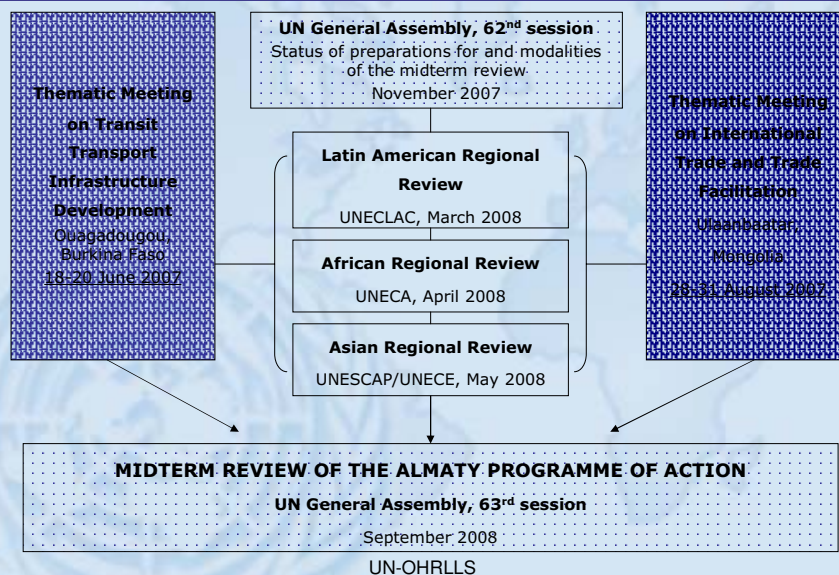 UN General Assembly, 62nd session
Status of preparations for and modalities
of the midterm review
November 2007
Thematic Meeting
on Transit
Transport
Infrastructure
Development
Ouagadougou,
Burkina Faso
18-20 June 2007
Latin American Regional
Review
UNECLAC, March 2008
African Regional Review
UNECA, April 2008
Asian Regional Review
UNESCAP/UNECE, May 2008
Thematic Meeting
on International
Trade and Trade
Facilitation
Ulaanbaatar,
Mongolia
28-31 August 2007
MIDTERM REVIEW OF THE ALMATY PROGRAMME OF ACTION
UN General Assembly, 63rd session
September 2008
UN-OHRLLS